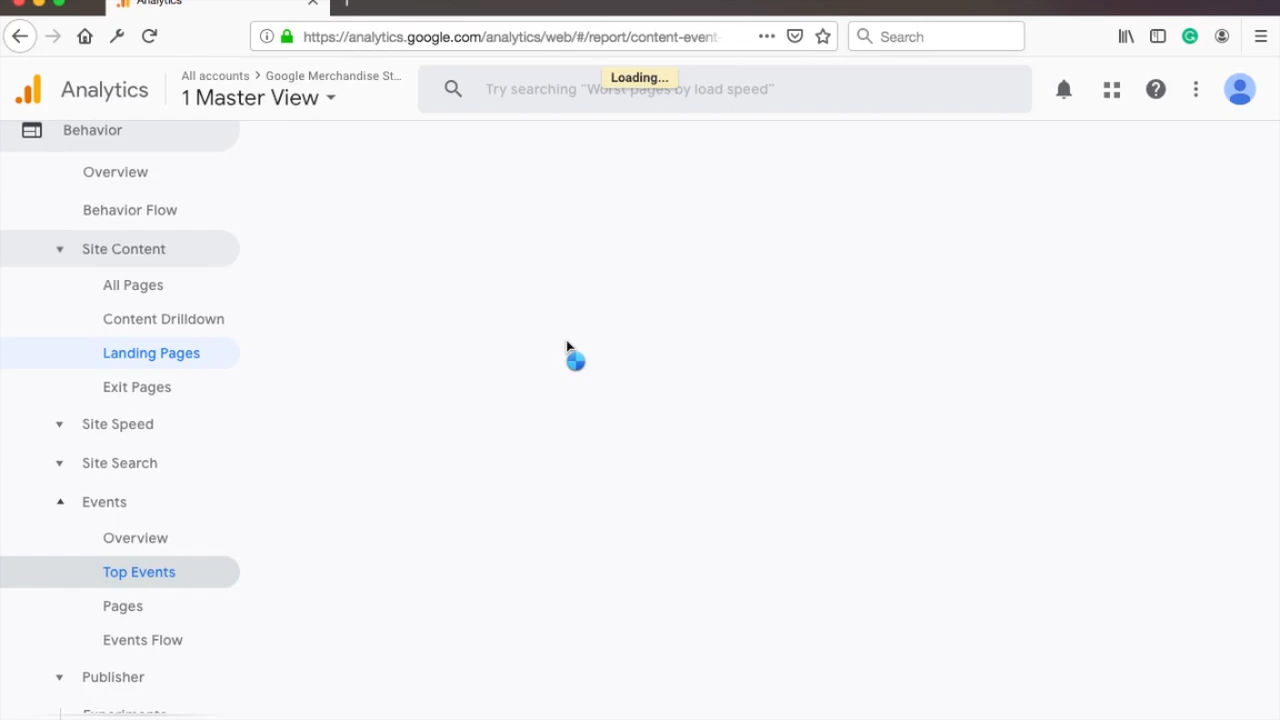 Analytics
https://analytics.google.com/analytics/web/#/report/content-event-
Search
Analytics
All accounts > Google Merchandise St...
1 Master View
Loading...
Try searching "Worst pages by load speed"
Behavior
Overview
Behavior Flow
Site Content
All Pages
Content Drilldown
Landing Pages
Exit Pages
Site Speed
Site Search
Events
Overview
Top Events
Pages
Events Flow
Publisher
Experiments